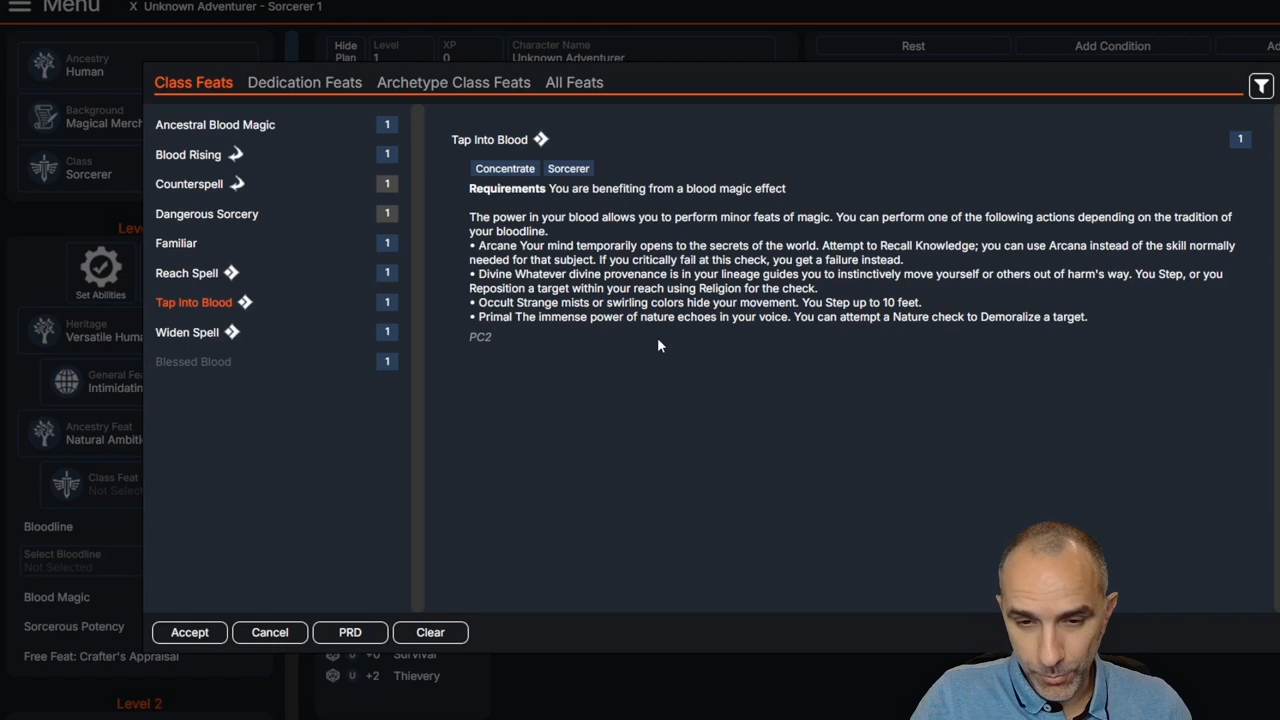 Menu
X Unknown Adventurer - Sorcerer 1
Ancestry
Human
Background
Magical Merch
Class
Sorcerer
Hide
Plan
Level
1
XP
0
Character Name
Unknown Adventurer
Rest
Add Condition
Class Feats Dedication Feats Archetype Class Feats All Feats
Ancestral Blood Magic 1
Blood Rising 1
Counterspell 1
Dangerous Sorcery 1
Familiar 1
Reach Spell 1
Tap Into Blood 1
Widen Spell 1
Blessed Blood 1
Tap Into Blood 1
Concentrate Sorcerer
Requirements You are benefiting from a blood magic effect
The power in your blood allows you to perform minor feats of magic. You can perform one of the following actions depending on the tradition of
your bloodline.
• Arcane Your mind temporarily opens to the secrets of the world. Attempt to Recall Knowledge; you can use Arcana instead of the skill normally
needed for that subject. If you critically fail at this check, you get a failure instead.
• Divine Whatever divine provenance is in your lineage guides you to instinctively move yourself or others out of harm's way. You Step, or you
Reposition a target within your reach using Religion for the check.
• Occult Strange mists or swirling colors hide your movement. You Step up to 10 feet.
• Primal The immense power of nature echoes in your voice. You can attempt a Nature check to Demoralize a target.
PC2
Set Abilities
Heritage
Versatile Huma
General Fea
Intimidatin
Ancestry Feat
Natural Ambiti
Class Feat
Not Selec
Bloodline
Select Bloodline
Not Selected
Blood Magic
Sorcerous Potency
Free Feat: Crafter's Appraisal
Level 2
Accept Cancel PRD Clear
U +0 Survival
U +2 Thievery